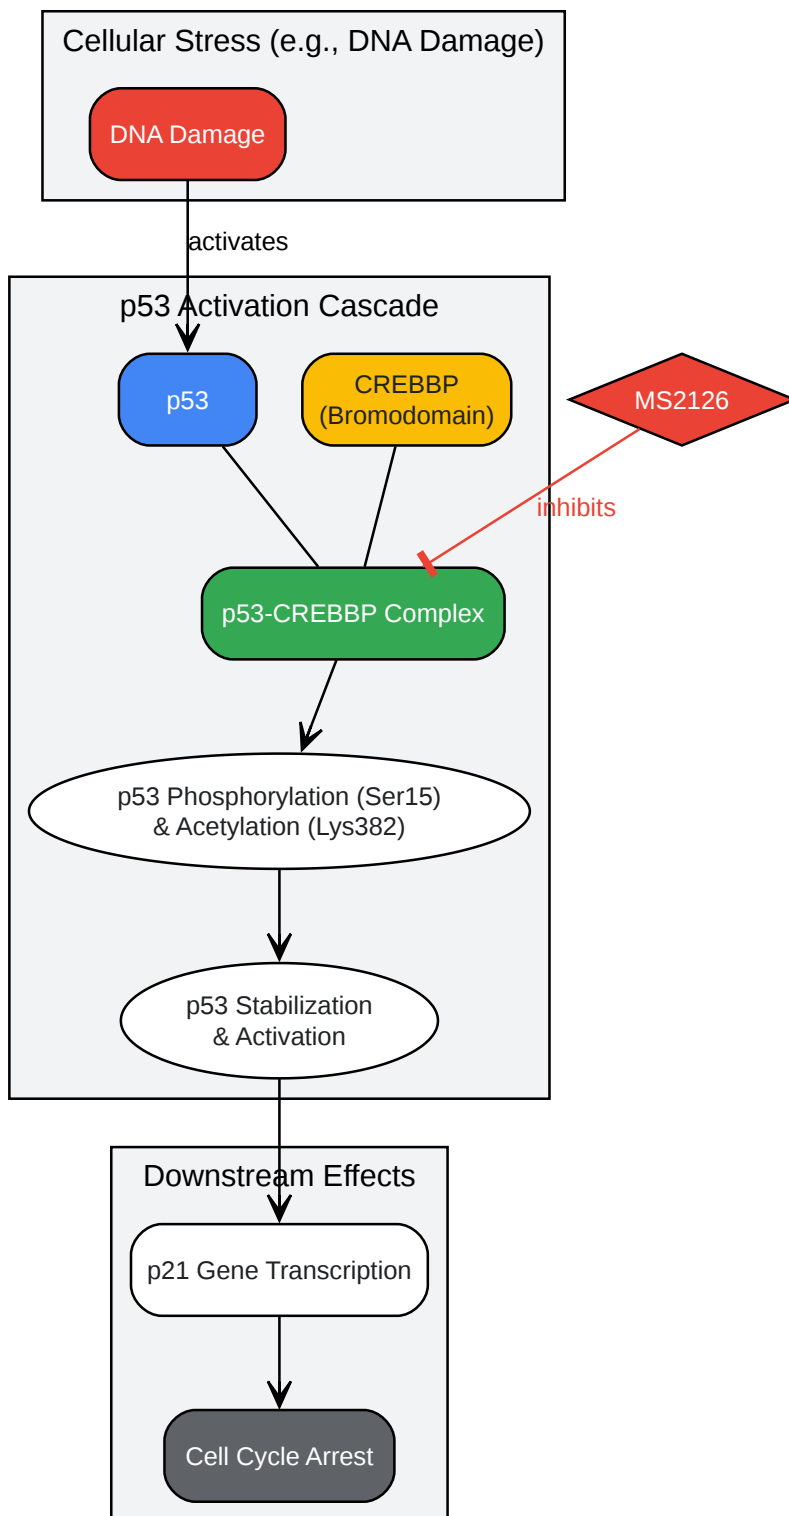 Cellular Stress (e.g., DNA Damage)
DNA Damage
activates
p53 Activation Cascade
p53
CREBBP
(Bromodomain)
MS2126
inhibits
p53-CREBBP Complex
p53 Phosphorylation (Ser15)
& Acetylation (Lys382)
p53 Stabilization
& Activation
Downstream Effects
p21 Gene Transcription
Cell Cycle Arrest